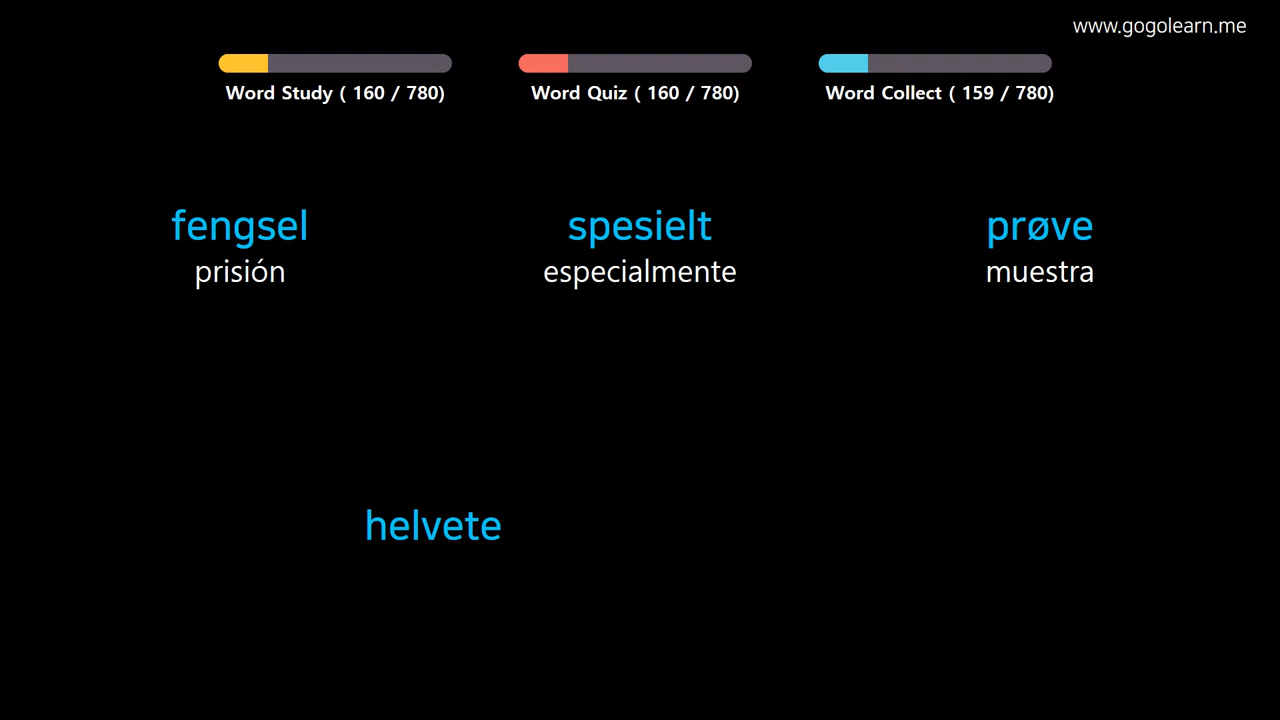 www.gogolearn.me
Word Study ( 160 / 780)
Word Quiz ( 160 / 780)
Word Collect ( 159 / 780)
fengsel
spesielt
prøve
prisión
especialmente
muestra
helvete